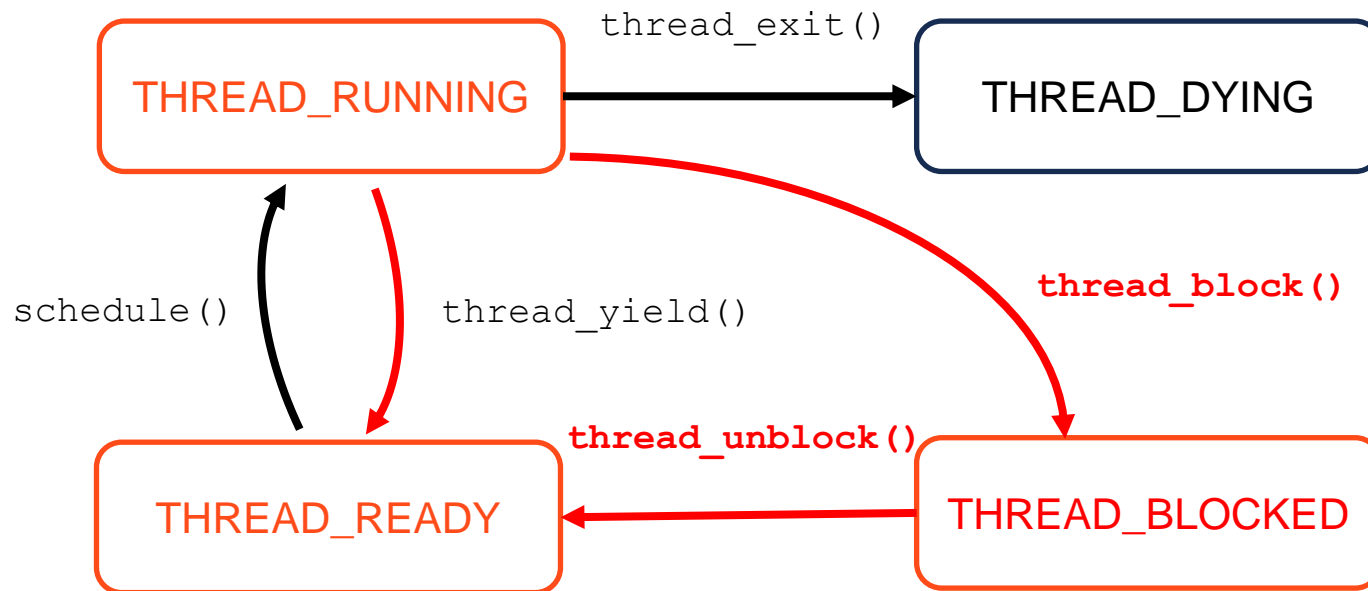 thread_exit()
THREAD_RUNNING
THREAD_DYING
thread_block()
schedule()
thread_yield()
thread_unblock()
THREAD_READY
THREAD_BLOCKED